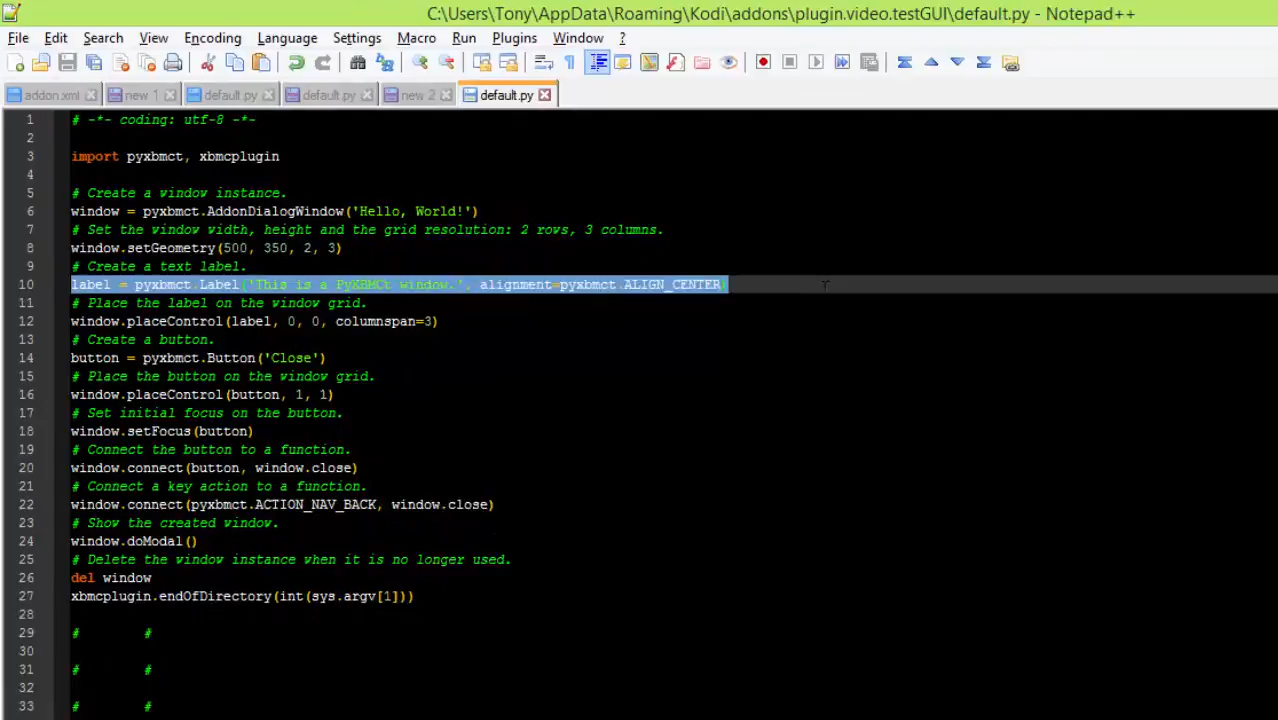 C:\Users\Tony\AppData\Roaming\Kodi\addons\plugin.video.testGUI\default.py - Notepad++
File Edit Search View Encoding Language Settings Macro Run Plugins Window ?
addon.xml new 1 default.py default.py new 2 default.py
1 # -*- coding: utf-8 -*-
2
3 import pyxbmct, xbmcplugin
4
5 # Create a window instance.
6 window = pyxbmct.AddonDialogWindow('Hello, World!')
7 # Set the window width, height and the grid resolution: 2 rows, 3 columns.
8 window.setGeometry(500, 350, 2, 3)
9 # Create a text label.
10 label = pyxbmct.Label('This is a PyXBMCt window.', alignment=pyxbmct.ALIGN_CENTER)
11 # Place the label on the window grid.
12 window.placeControl(label, 0, 0, columnspan=3)
13 # Create a button.
14 button = pyxbmct.Button('Close')
15 # Place the button on the window grid.
16 window.placeControl(button, 1, 1)
17 # Set initial focus on the button.
18 window.setFocus(button)
19 # Connect the button to a function.
20 window.connect(button, window.close)
21 # Connect a key action to a function.
22 window.connect(pyxbmct.ACTION_NAV_BACK, window.close)
23 # Show the created window.
24 window.doModal()
25 # Delete the window instance when it is no longer used.
26 del window
27 xbmcplugin.endOfDirectory(int(sys.argv[1]))
28
29 # #
30
31 # #
32
33 # #